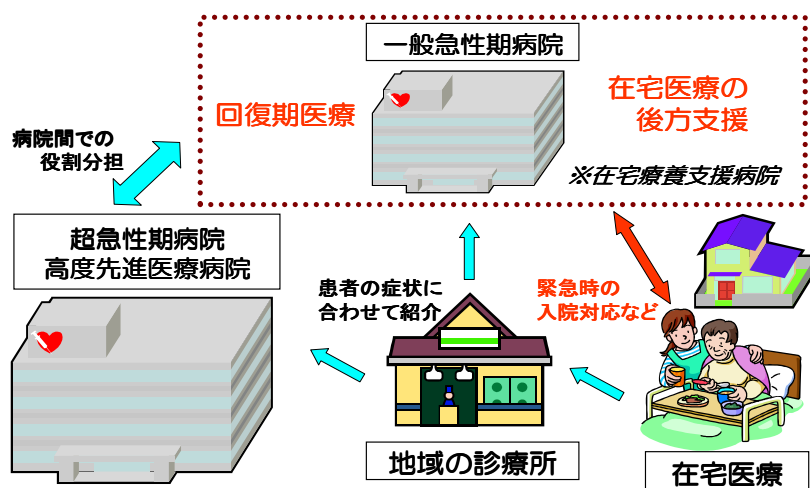 一般急性期病院
回復期医療
在宅医療の
後方支援
※在宅療養支援病院
病院間での
役割分担
超急性期病院
高度先進医療病院
患者の症状に
合わせて紹介
緊急時の
入院対応など
地域の診療所
在宅医療